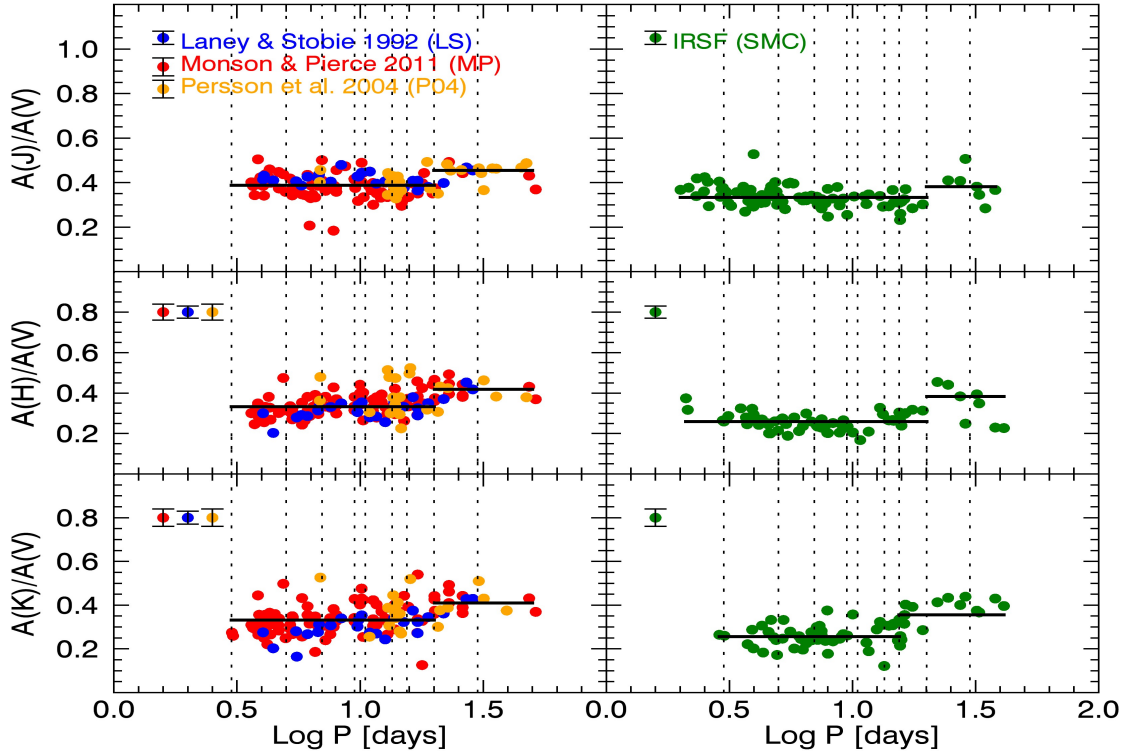 Laney & Stobie 1992 (LS)
Monson & Pierce 2011 (MP)
Persson et al. 2004 (P04)
IRSF (SMC)
A(J)/A(V)
1.0
0.8
0.6
0.4
0.2
A(H)/A(V)
0.8
0.6
0.4
0.2
A(K)/A(V)
0.8
0.6
0.4
0.2
0.0 0.5 1.0 1.5 0.0 0.5 1.0 1.5 2.0
Log P [days] Log P [days]